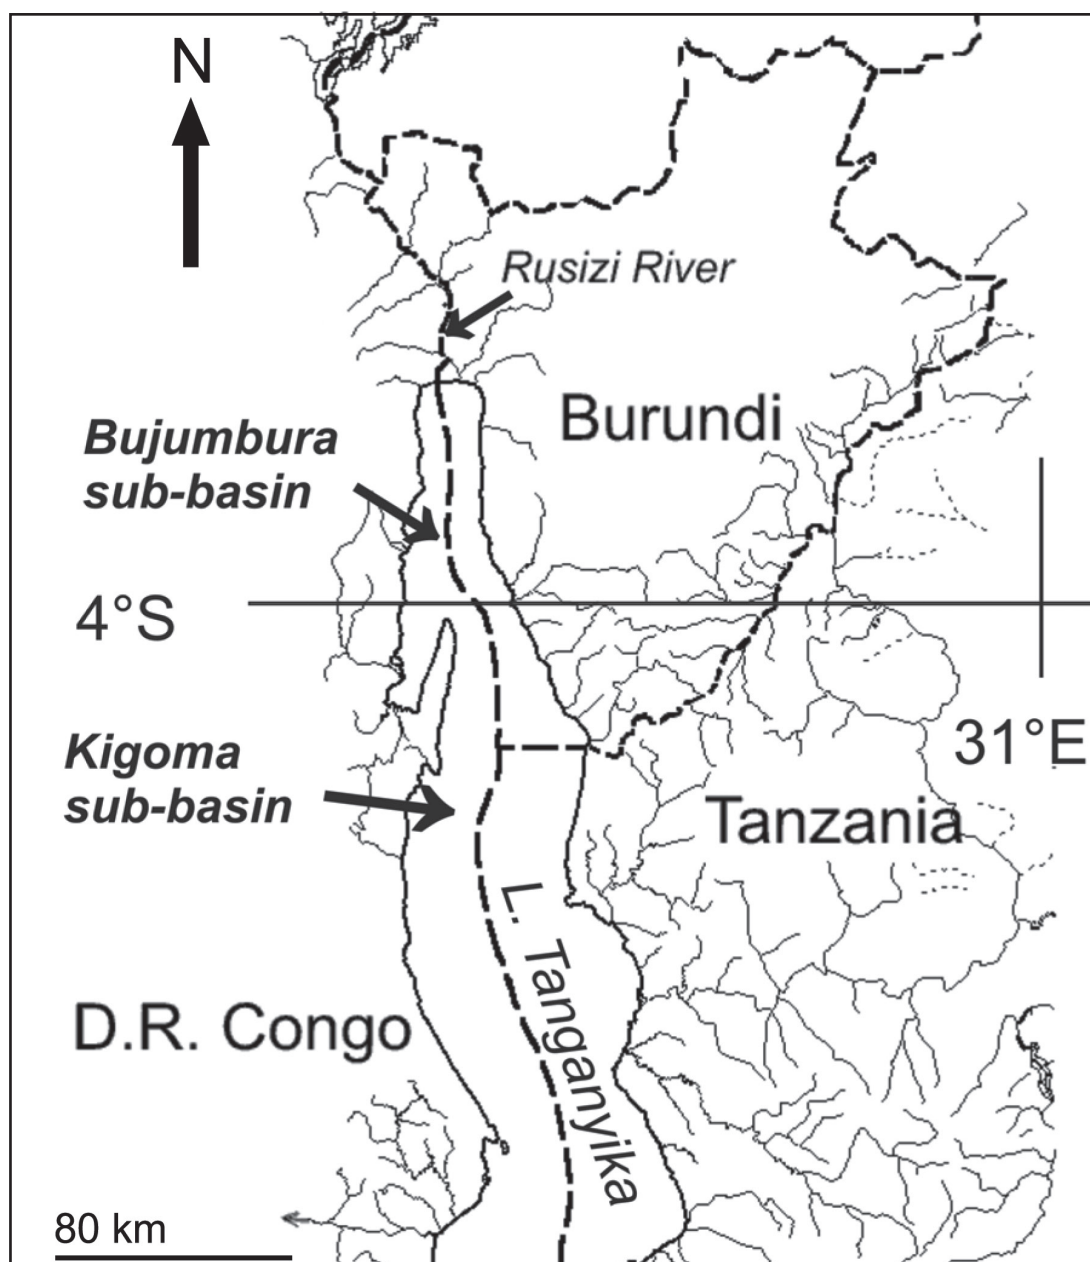 N
Rusizi River
Burundi
Bujumbura
sub-basin
4°S
31°E
Kigoma
sub-basin
Tanzania
L. Tanganyika
D.R. Congo
80 km